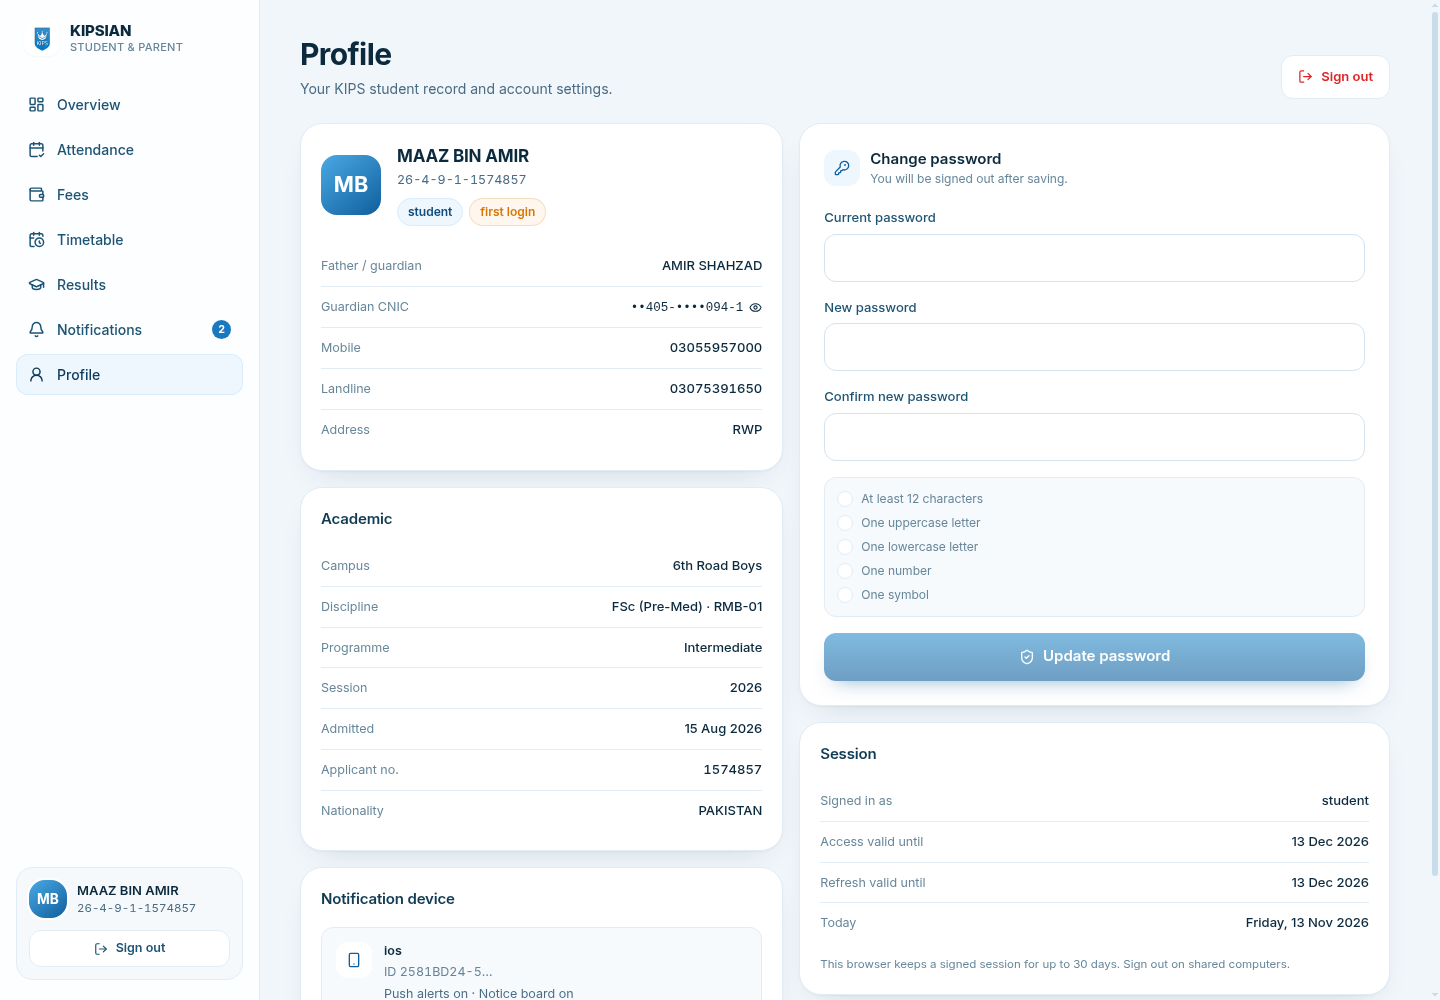 KIPSIAN
STUDENT & PARENT
Overview
Attendance
Fees
Timetable
Results
Notifications 2
Profile
MB
MAAZ BIN AMIR
26-4-9-1-1574857
Sign out
Profile
Your KIPS student record and account settings.
Sign out
MB
MAAZ BIN AMIR
26-4-9-1-1574857
student first login
Father / guardian AMIR SHAHZAD
Guardian CNIC ••405-••••094-1
Mobile 03055957000
Landline 03075391650
Address RWP
Academic
Campus 6th Road Boys
Discipline FSc (Pre-Med) · RMB-01
Programme Intermediate
Session 2026
Admitted 15 Aug 2026
Applicant no. 1574857
Nationality PAKISTAN
Notification device
ios
ID 2581BD24-5…
Push alerts on · Notice board on
Change password
You will be signed out after saving.
Current password
New password
Confirm new password
At least 12 characters
One uppercase letter
One lowercase letter
One number
One symbol
Update password
Session
Signed in as student
Access valid until 13 Dec 2026
Refresh valid until 13 Dec 2026
Today Friday, 13 Nov 2026
This browser keeps a signed session for up to 30 days. Sign out on shared computers.